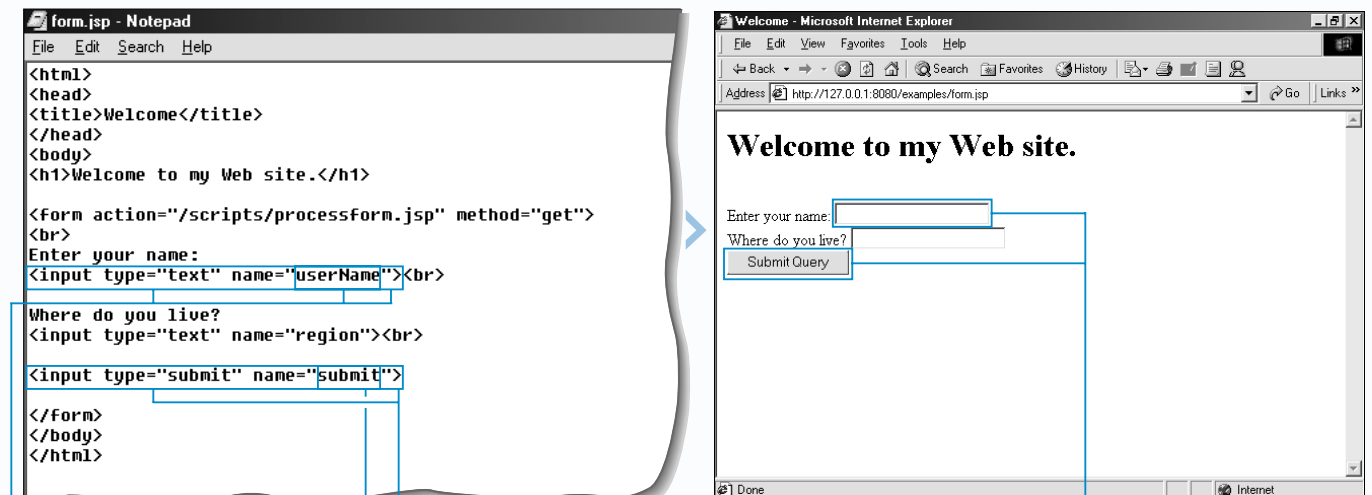 form.jsp - Notepad
File Edit Search Help
<html>
<head>
<title>Welcome</title>
</head>
<body>
<h1>Welcome to my Web site.</h1>
<form action="/scripts/processform.jsp" method="get">
<br>
Enter your name:
<input type="text" name="userName"><br>
Where do you live?
<input type="text" name="region"><br>
<input type="submit" name="submit">
</form>
</body>
</html>
Welcome - Microsoft Internet Explorer
File Edit View Favorites Tools Help
Back Search Favorites History
Address http://127.0.0.1:8080/examples/form.jsp Go Links »
Welcome to my Web site.
Enter your name:
Where do you live?
Submit Query
Done Internet